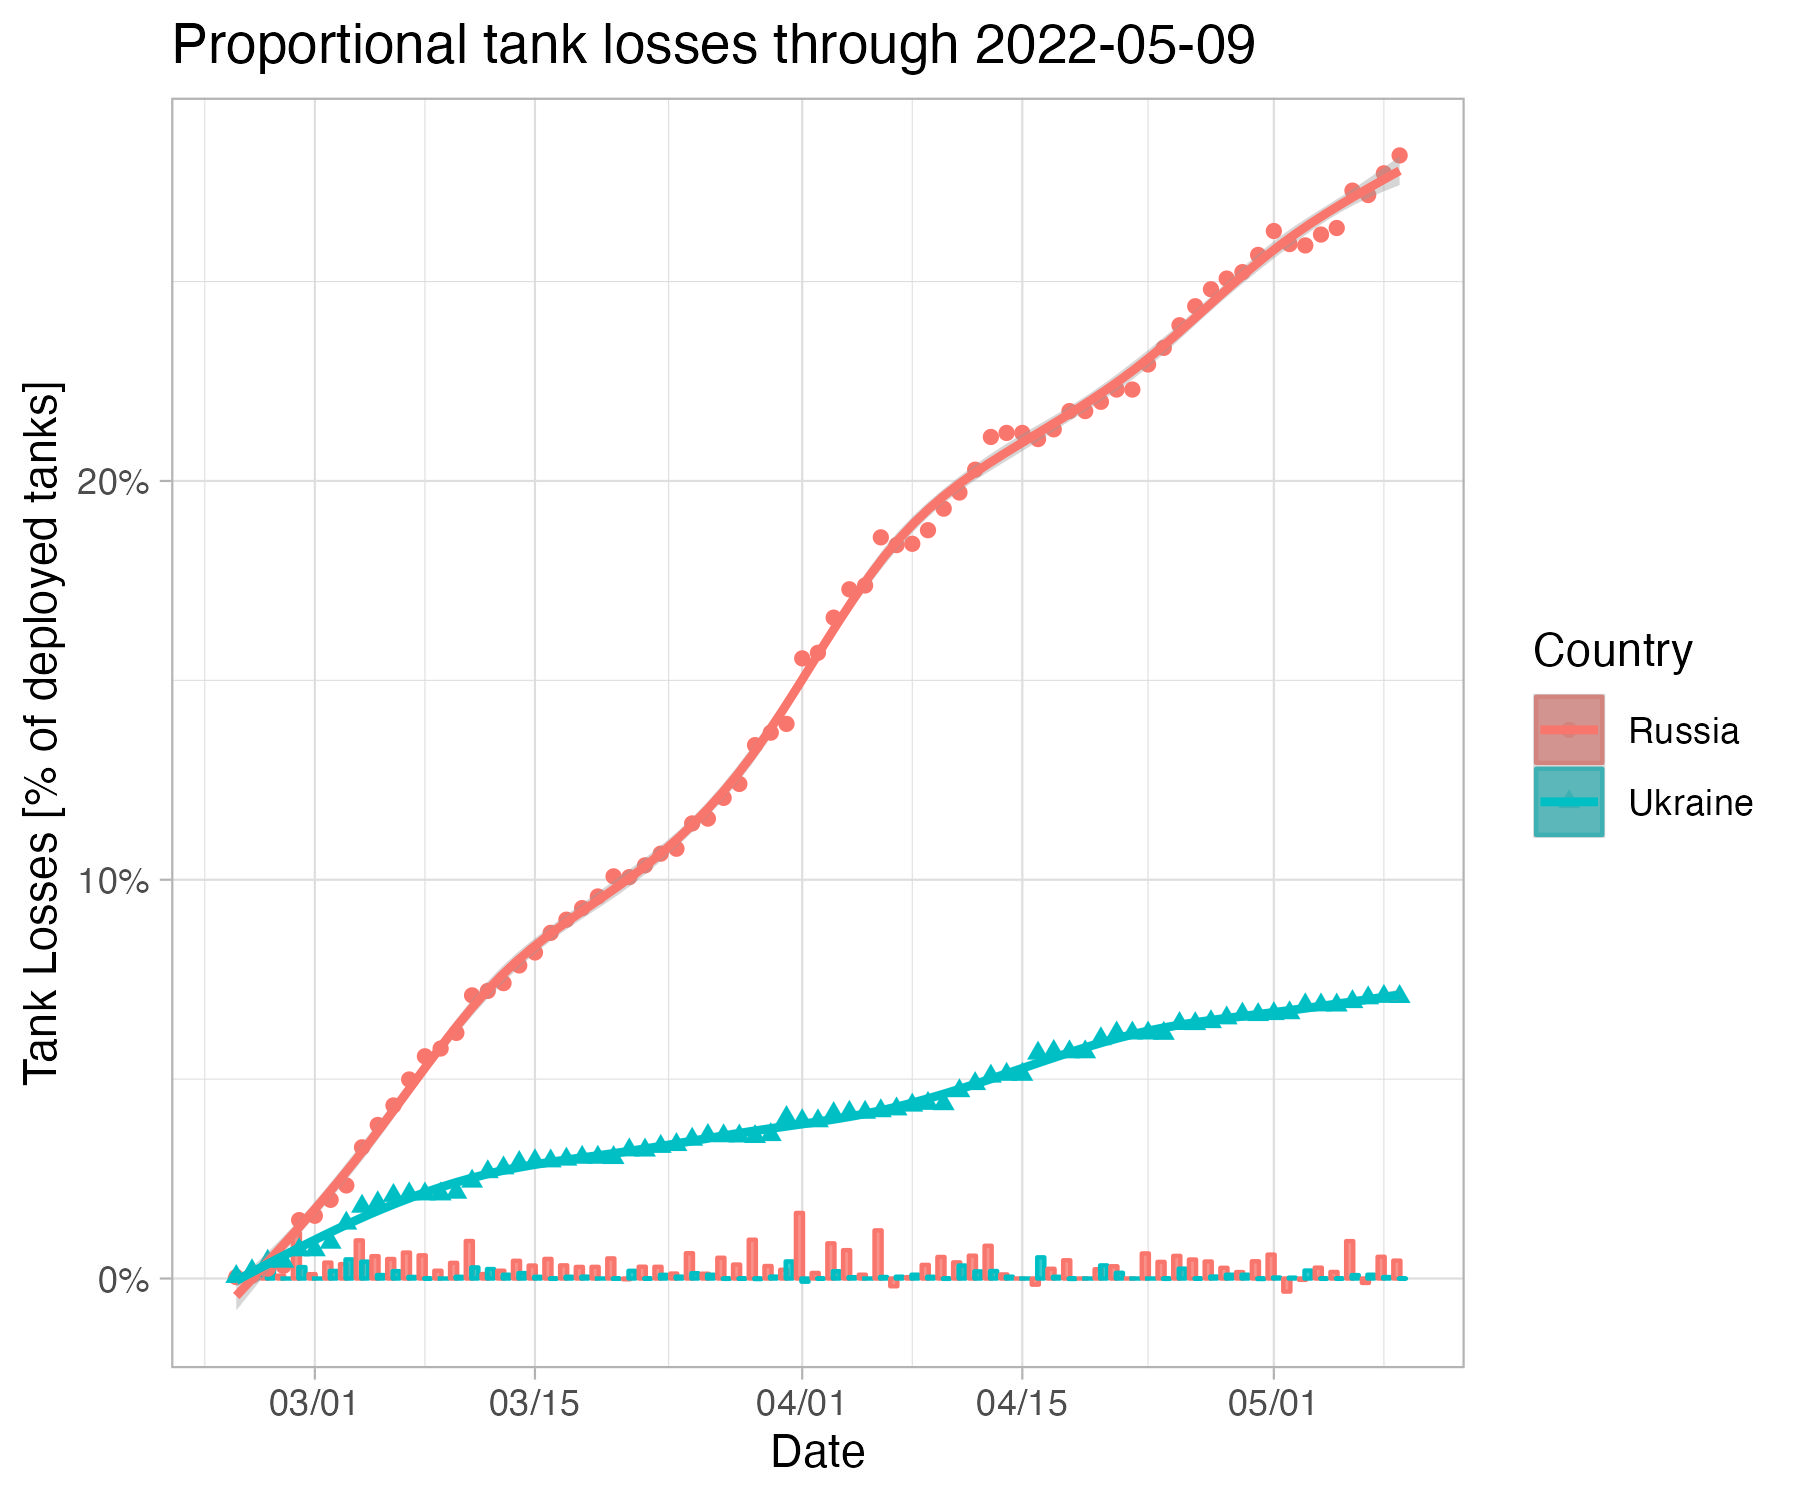 Proportional tank losses through 2022-05-09
Tank Losses [% of deployed tanks]
20%
10%
0%
03/01
03/15
04/01
04/15
05/01
Date
Country
Russia
Ukraine